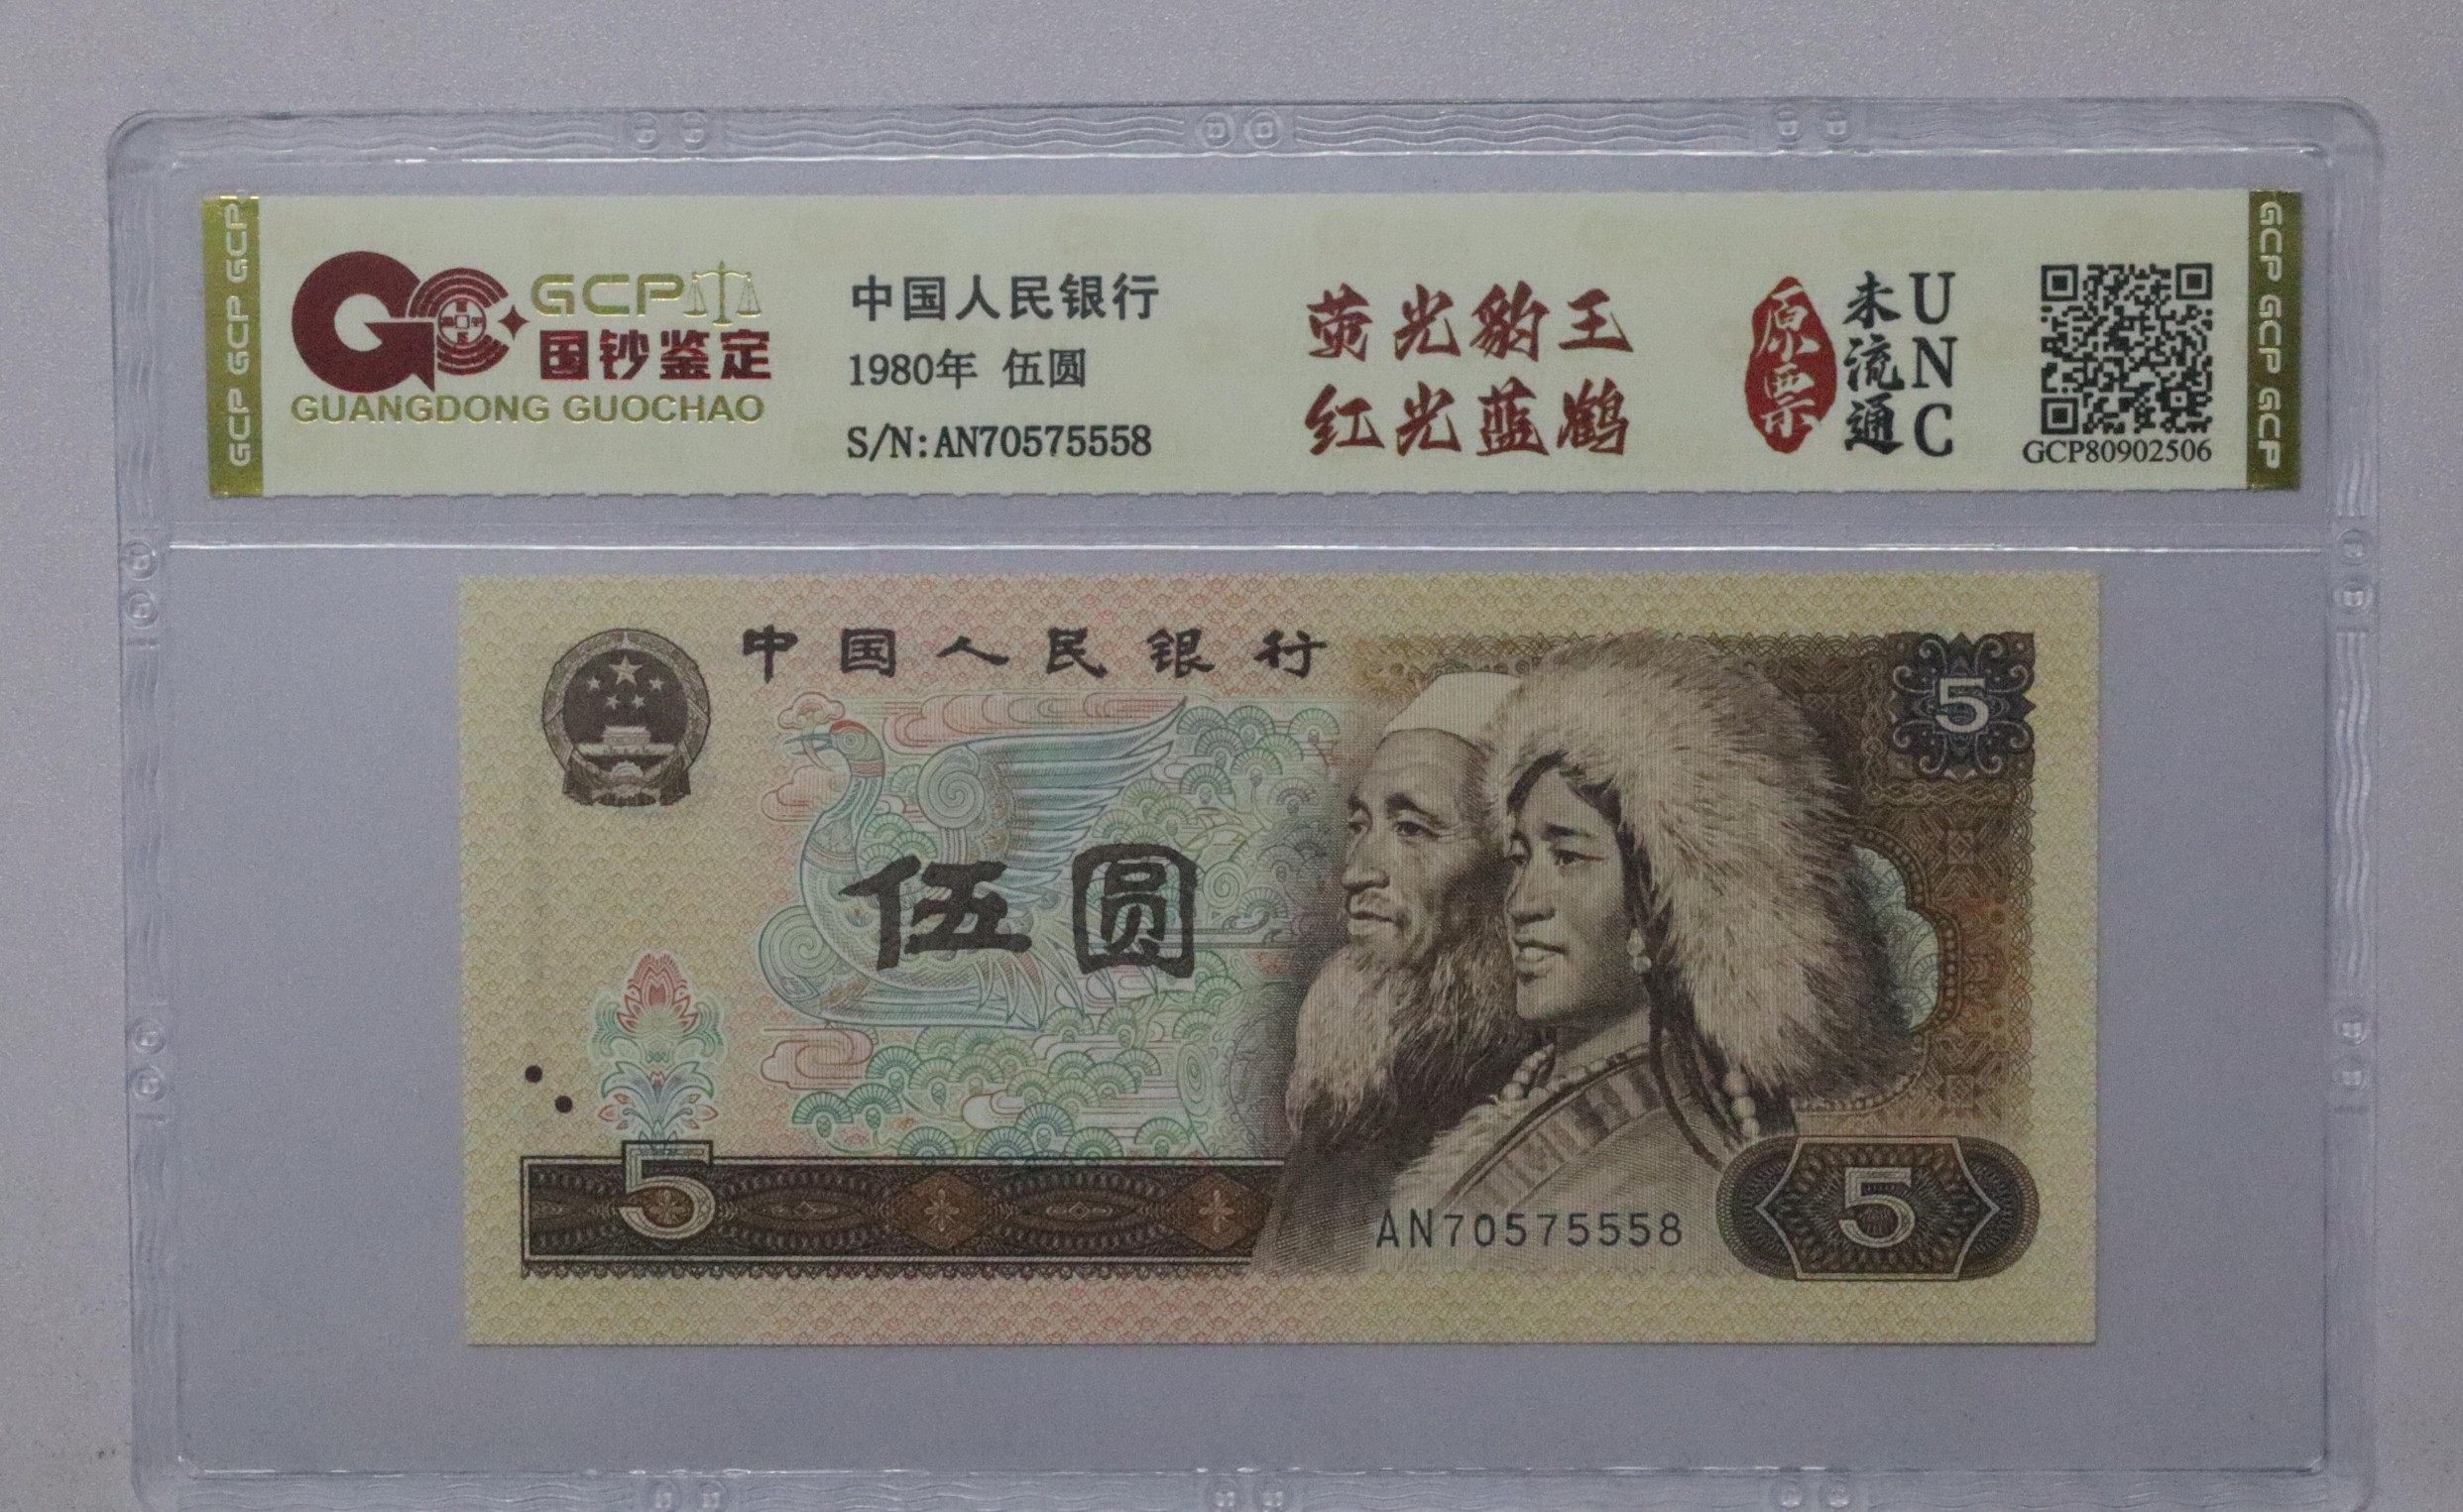 GCP GCP GCP
GCP
国钞鉴定
GUANGDONG GUOCHAO
中国人民银行
1980年 伍圆
S/N:AN70575558
荧光豹王
红光蓝鹤
原票
未流通
UNC
GCP80902506
GCP GCP GCP
中国人民银行
5
伍圆
5
AN70575558
5